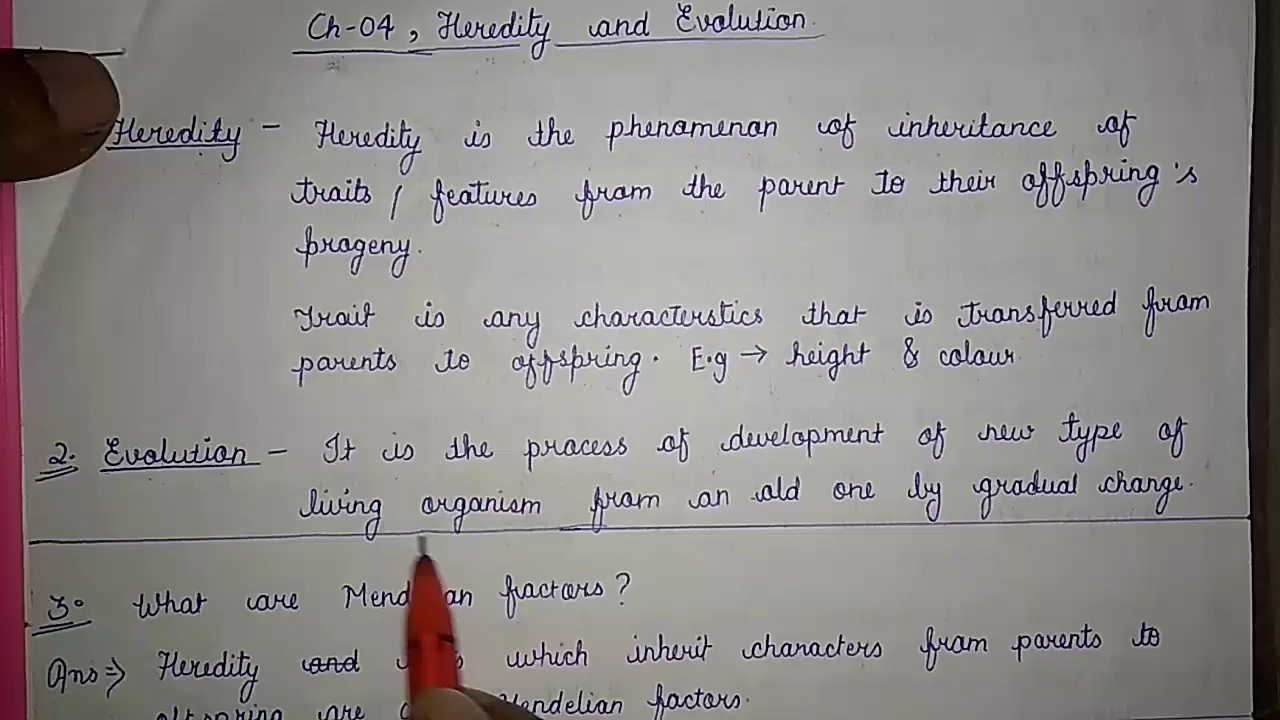 Ch-04, Heredity and Evolution.
Heredity - Heredity is the phenomenan of inheritance of
traits / features from the parent to their offspring's
progeny.
Trait is any characterstics that is transferred from
parents to offspring. E.g → height & colour
2. Evolution - It is the process of development of new type of
living organism from an old one by gradual change.
3. What are factors?
Ans⇒ Heredity and which inherit characters from parents to
offspring are Mendelian factors.